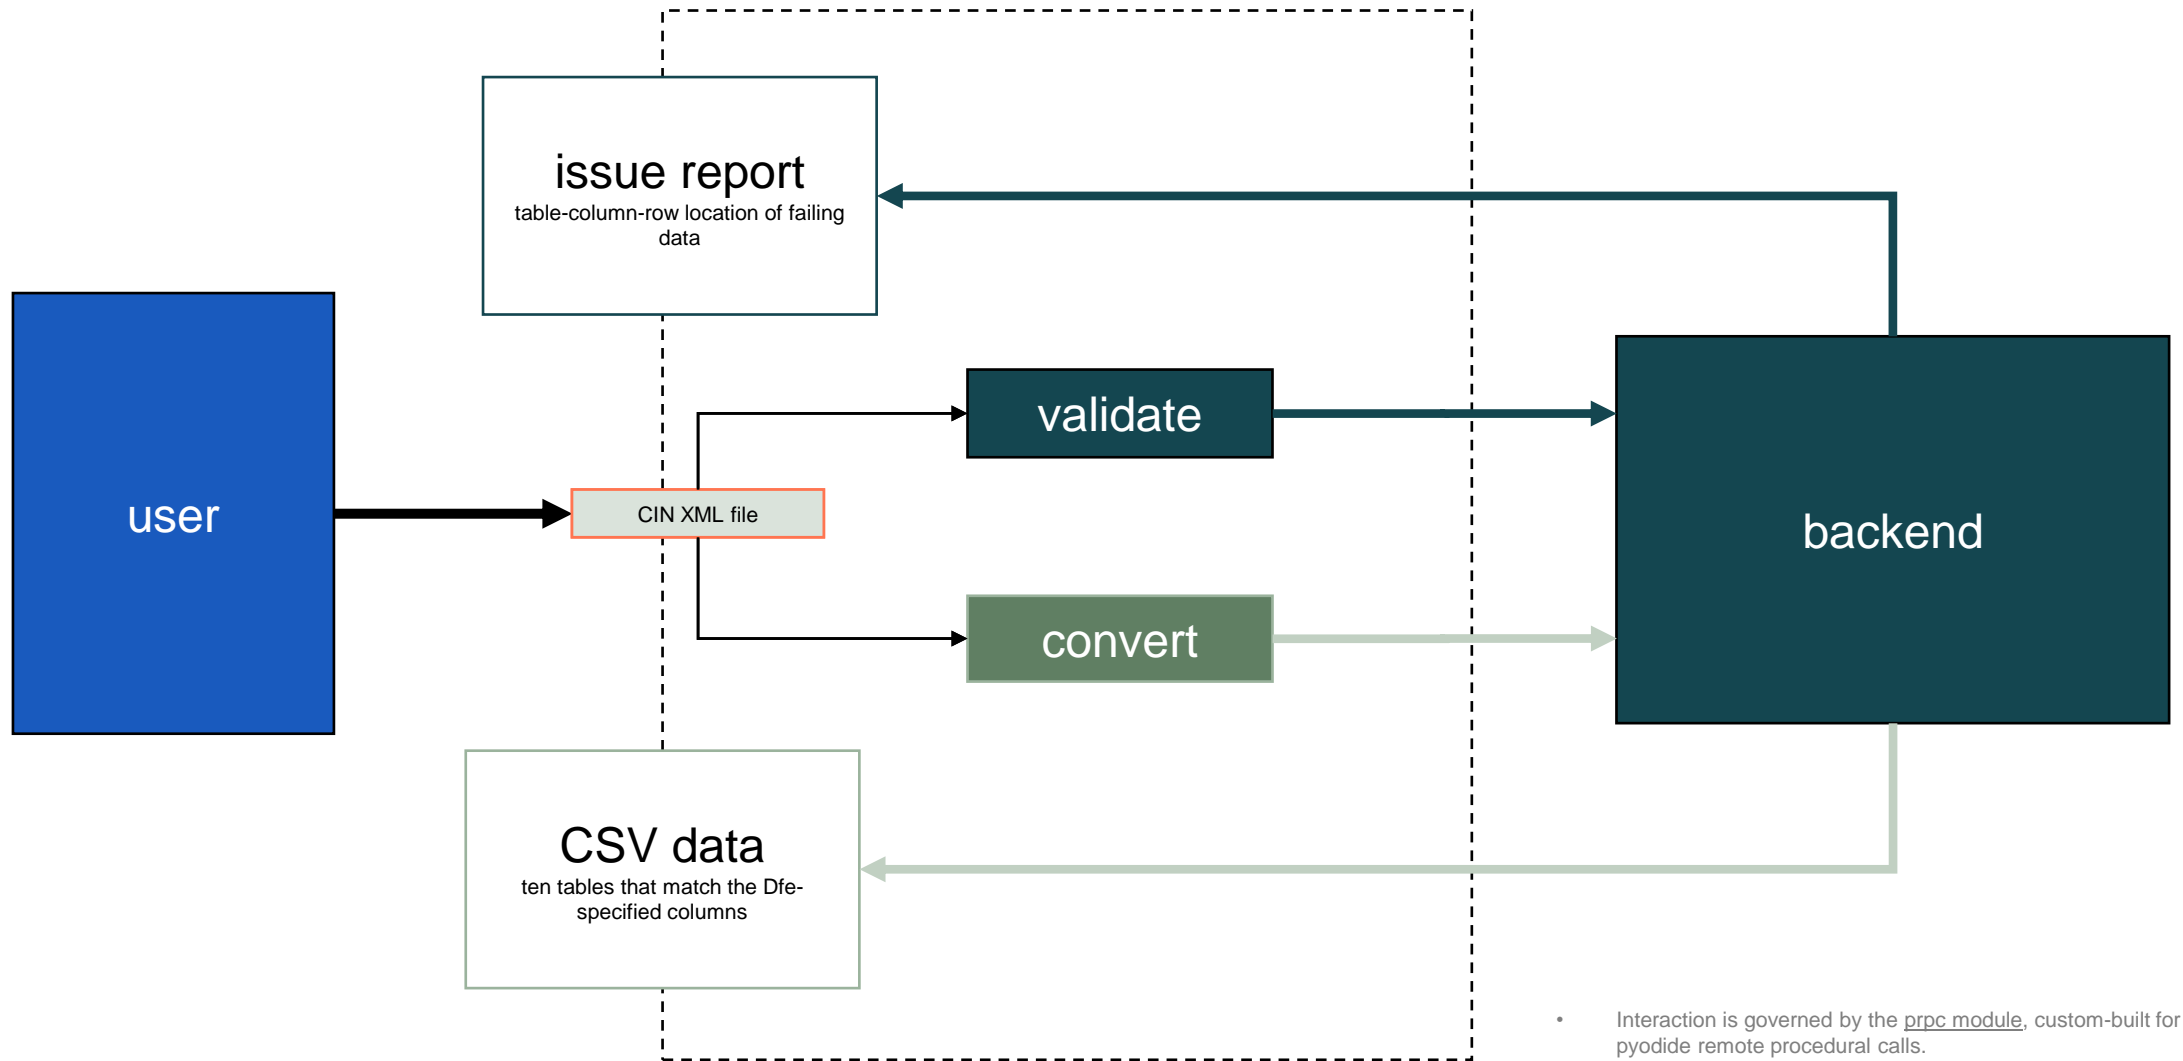 issue report
table-column-row location of failing
data
user
validate
CIN XML file
backend
convert
CSV data
ten tables that match the Dfe-
specified columns
• Interaction is governed by the prpc module, custom-built for
pyodide remote procedural calls.